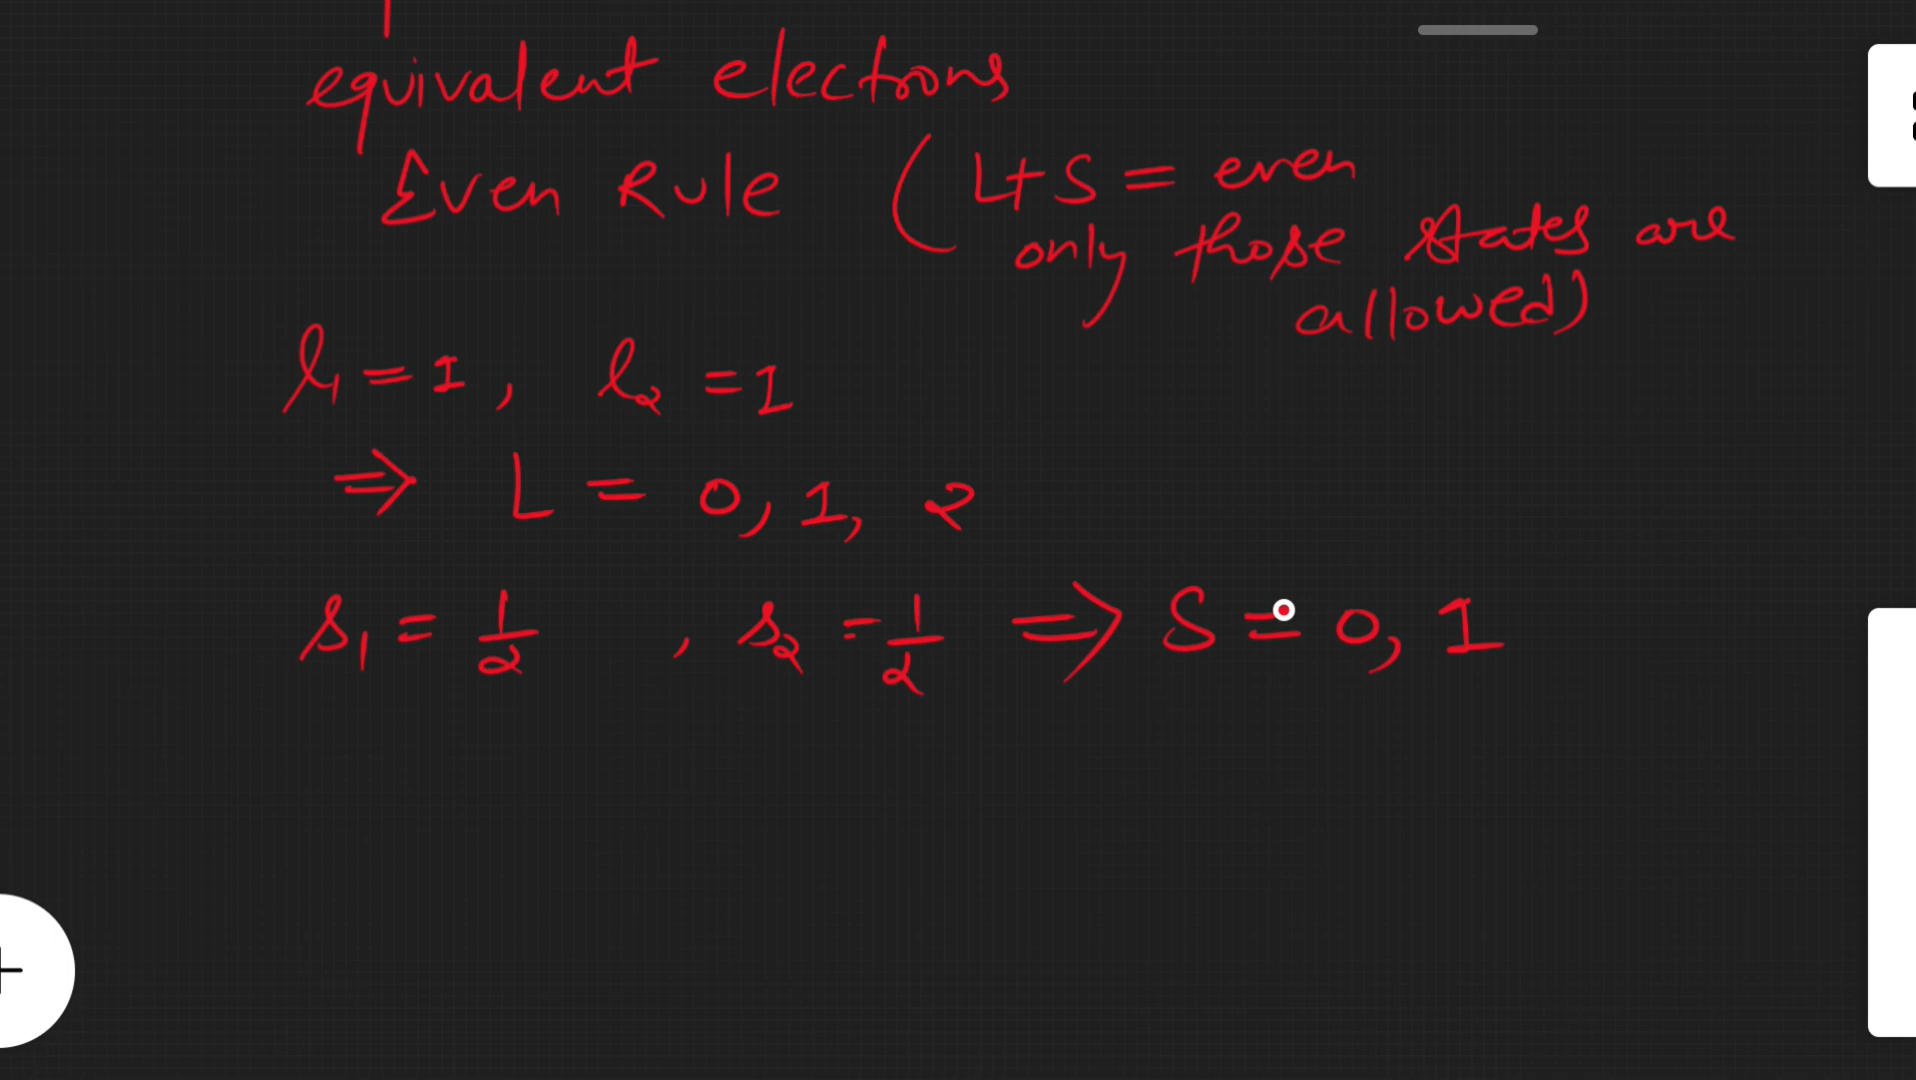 equivalent electrons
Even Rule ( L+S = even
only those states are
allowed)
l₁ = 1, l₂ = 1
⇒ L = 0, 1, 2
s₁ = 1/2 , s₂ = 1/2 ⇒ S = 0, 1